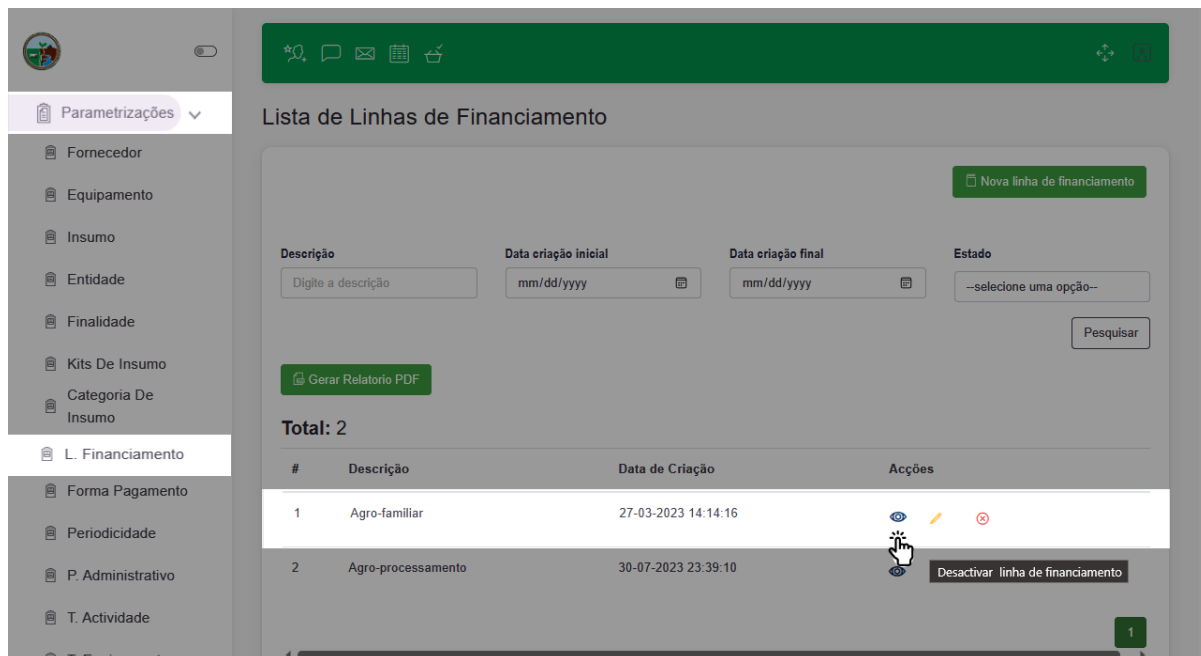 Parametrizações
Fornecedor
Equipamento
Insumo
Entidade
Finalidade
Kits De Insumo
Categoria De
Insumo
L. Financiamento
Forma Pagamento
Periodicidade
P. Administrativo
T. Actividade
Lista de Linhas de Financiamento
Nova linha de financiamento
Descrição Data criação inicial Data criação final Estado
Digite a descrição mm/dd/yyyy mm/dd/yyyy --selecione uma opção--
Pesquisar
Gerar Relatorio PDF
Total: 2
# Descrição Data de Criação Acções
1 Agro-familiar 27-03-2023 14:14:16
2 Agro-processamento 30-07-2023 23:39:10
Desactivar linha de financiamento
1